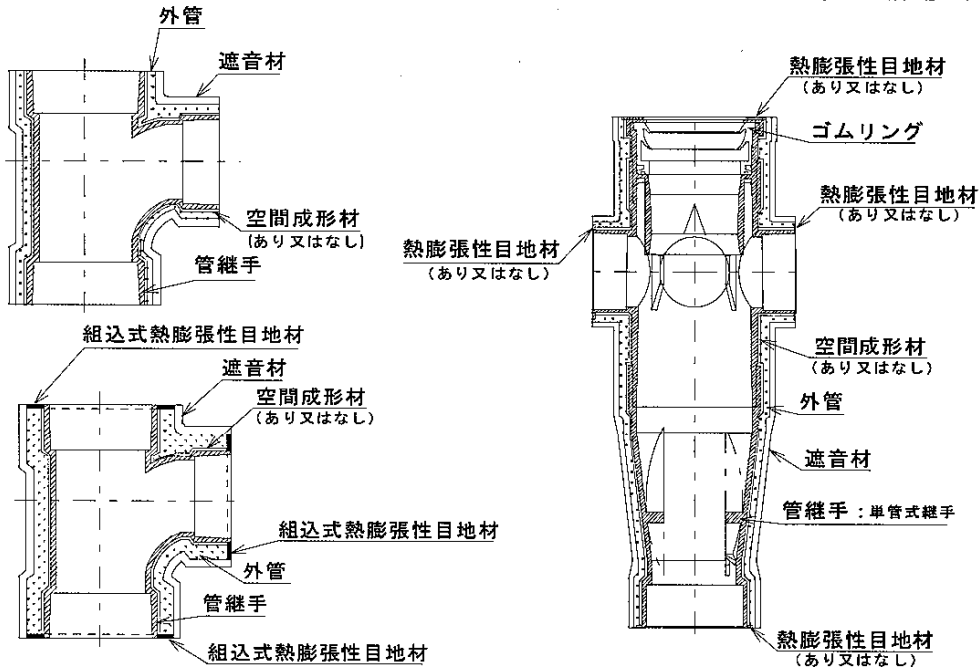 外管
遮音材
空間成形材
(あり又はなし)
管継手
組込式熱膨張性目地材
遮音材
空間成形材
(あり又はなし)
組込式熱膨張性目地材
外管
管継手
組込式熱膨張性目地材
熱膨張性目地材
(あり又はなし)
ゴムリング
熱膨張性目地材
(あり又はなし)
熱膨張性目地材
(あり又はなし)
空間成形材
(あり又はなし)
外管
遮音材
管継手：単管式継手
熱膨張性目地材
(あり又はなし)